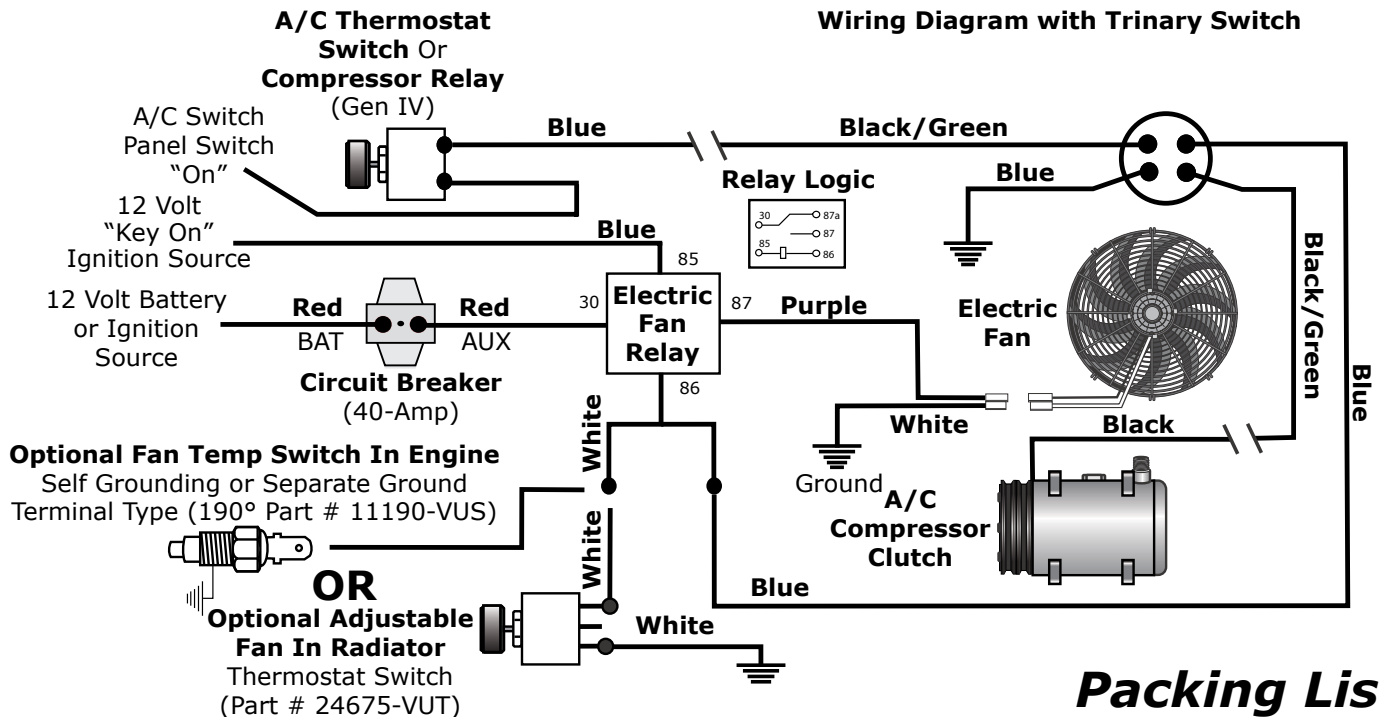 Wiring Diagram with Trinary Switch
A/C Thermostat
Switch Or
Compressor Relay
(Gen IV)
A/C Switch
Panel Switch
“On”
12 Volt
“Key On”
Ignition Source
12 Volt Battery
or Ignition
Source
Blue
Black/Green
Blue
Relay Logic
30
87a
87
85
86
Blue
85
30
Electric
Fan
Relay
87
86
Red
BAT
Red
AUX
Circuit Breaker
(40-Amp)
Purple
White
Ground
Electric
Fan
Black/Green
Blue
Black
A/C
Compressor
Clutch
White
White
Blue
Optional Fan Temp Switch In Engine
Self Grounding or Separate Ground
Terminal Type (190° Part # 11190-VUS)
OR
Optional Adjustable
Fan In Radiator
Thermostat Switch
(Part # 24675-VUT)
White
Packing Lis